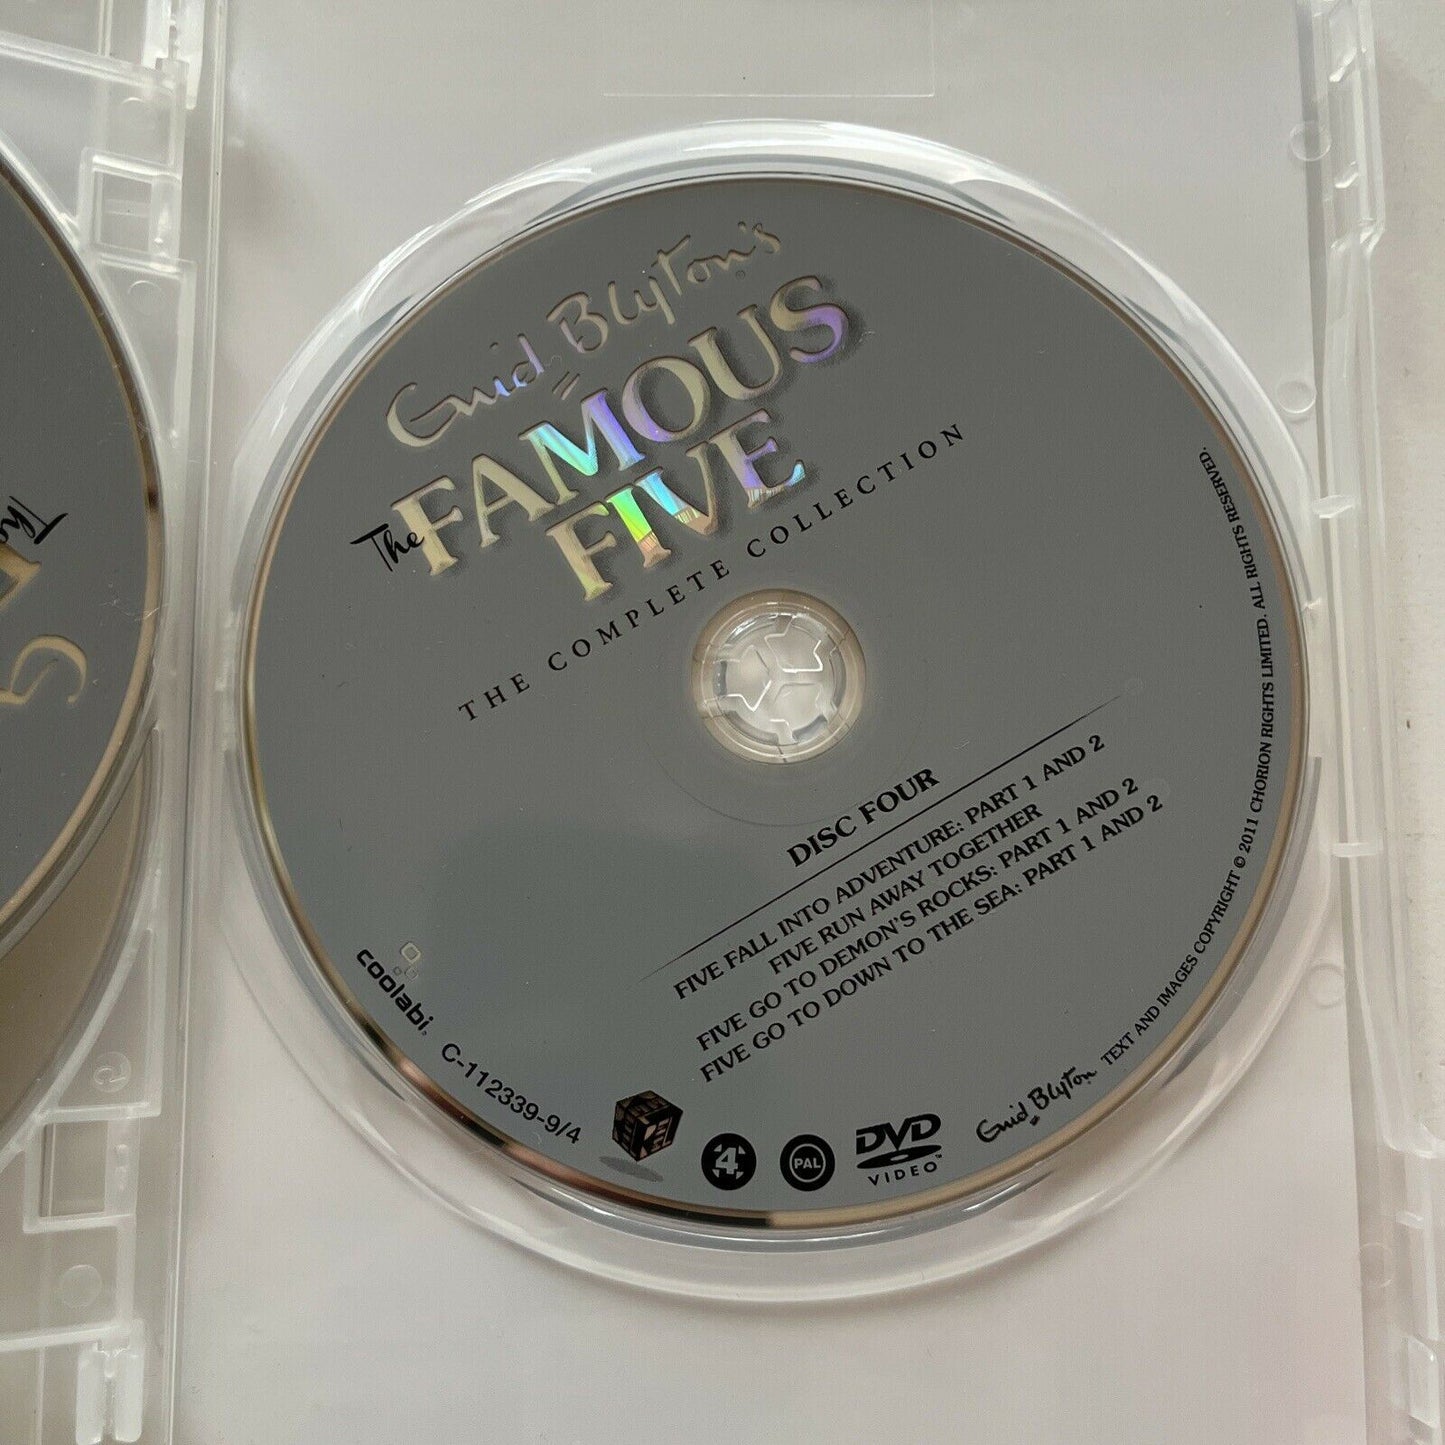 Enid Blyton's
The FAMOUS
FIVE
THE COMPLETE COLLECTION
DISC FOUR
FIVE FALL INTO ADVENTURE: PART 1 AND 2
FIVE RUN AWAY TOGETHER
FIVE GO TO DEMON'S ROCKS: PART 1 AND 2
FIVE GO TO DOWN TO THE SEA: PART 1 AND 2
coolabi.
C-112339-9/4
4
PAL
DVD
VIDEO™
Enid Blyton TEXT AND IMAGES COPYRIGHT © 2011 CHORION RIGHTS LIMITED. ALL RIGHTS RESERVED.
The